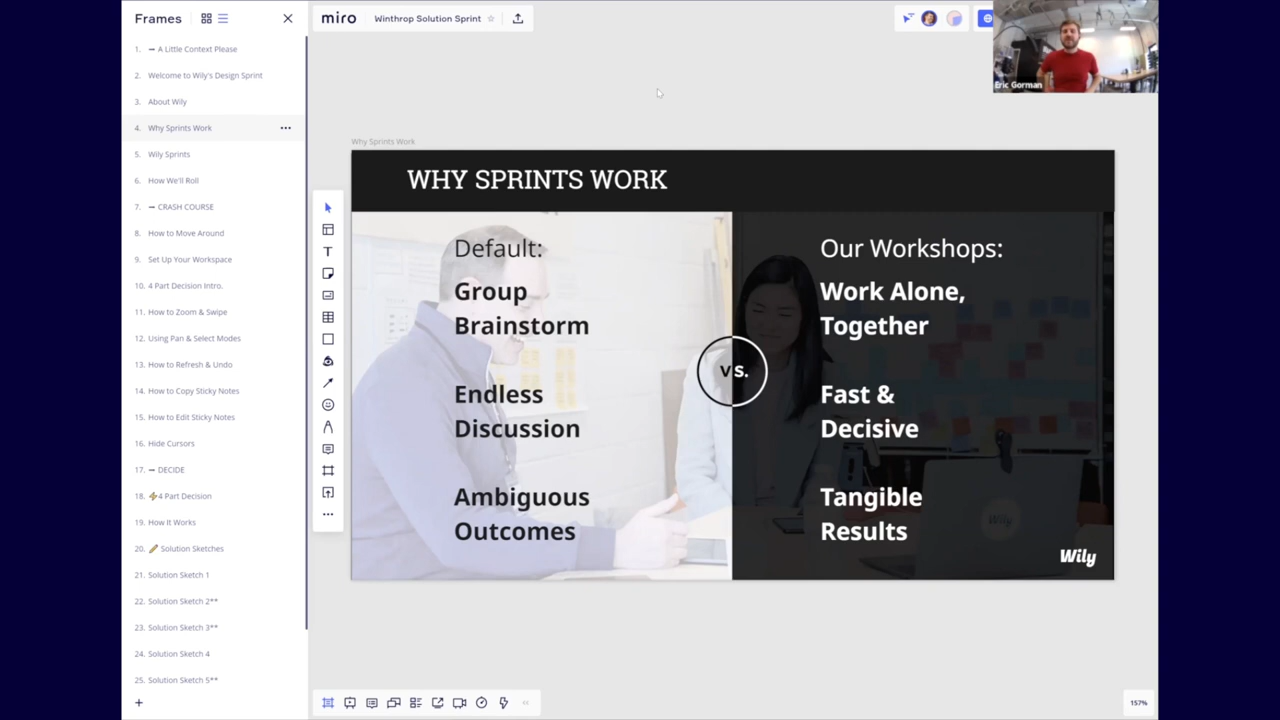 Frames
1. ➡ A Little Context Please
2. Welcome to Wily's Design Sprint
3. About Wily
4. Why Sprints Work
5. Wily Sprints
6. How We'll Roll
7. ➡ CRASH COURSE
8. How to Move Around
9. Set Up Your Workspace
10. 4 Part Decision Intro.
11. How to Zoom & Swipe
12. Using Pan & Select Modes
13. How to Refresh & Undo
14. How to Copy Sticky Notes
15. How to Edit Sticky Notes
16. Hide Cursors
17. ➡ DECIDE
18. ⚡4 Part Decision
19. How It Works
20. ✏️ Solution Sketches
21. Solution Sketch 1
22. Solution Sketch 2**
23. Solution Sketch 3**
24. Solution Sketch 4
25. Solution Sketch 5**
miro
Winthrop Solution Sprint
Eric Gorman
Why Sprints Work
WHY SPRINTS WORK
Default:
Group
Brainstorm
Endless
Discussion
Ambiguous
Outcomes
vs.
Our Workshops:
Work Alone,
Together
Fast &
Decisive
Tangible
Results
Wily
Wily
157%